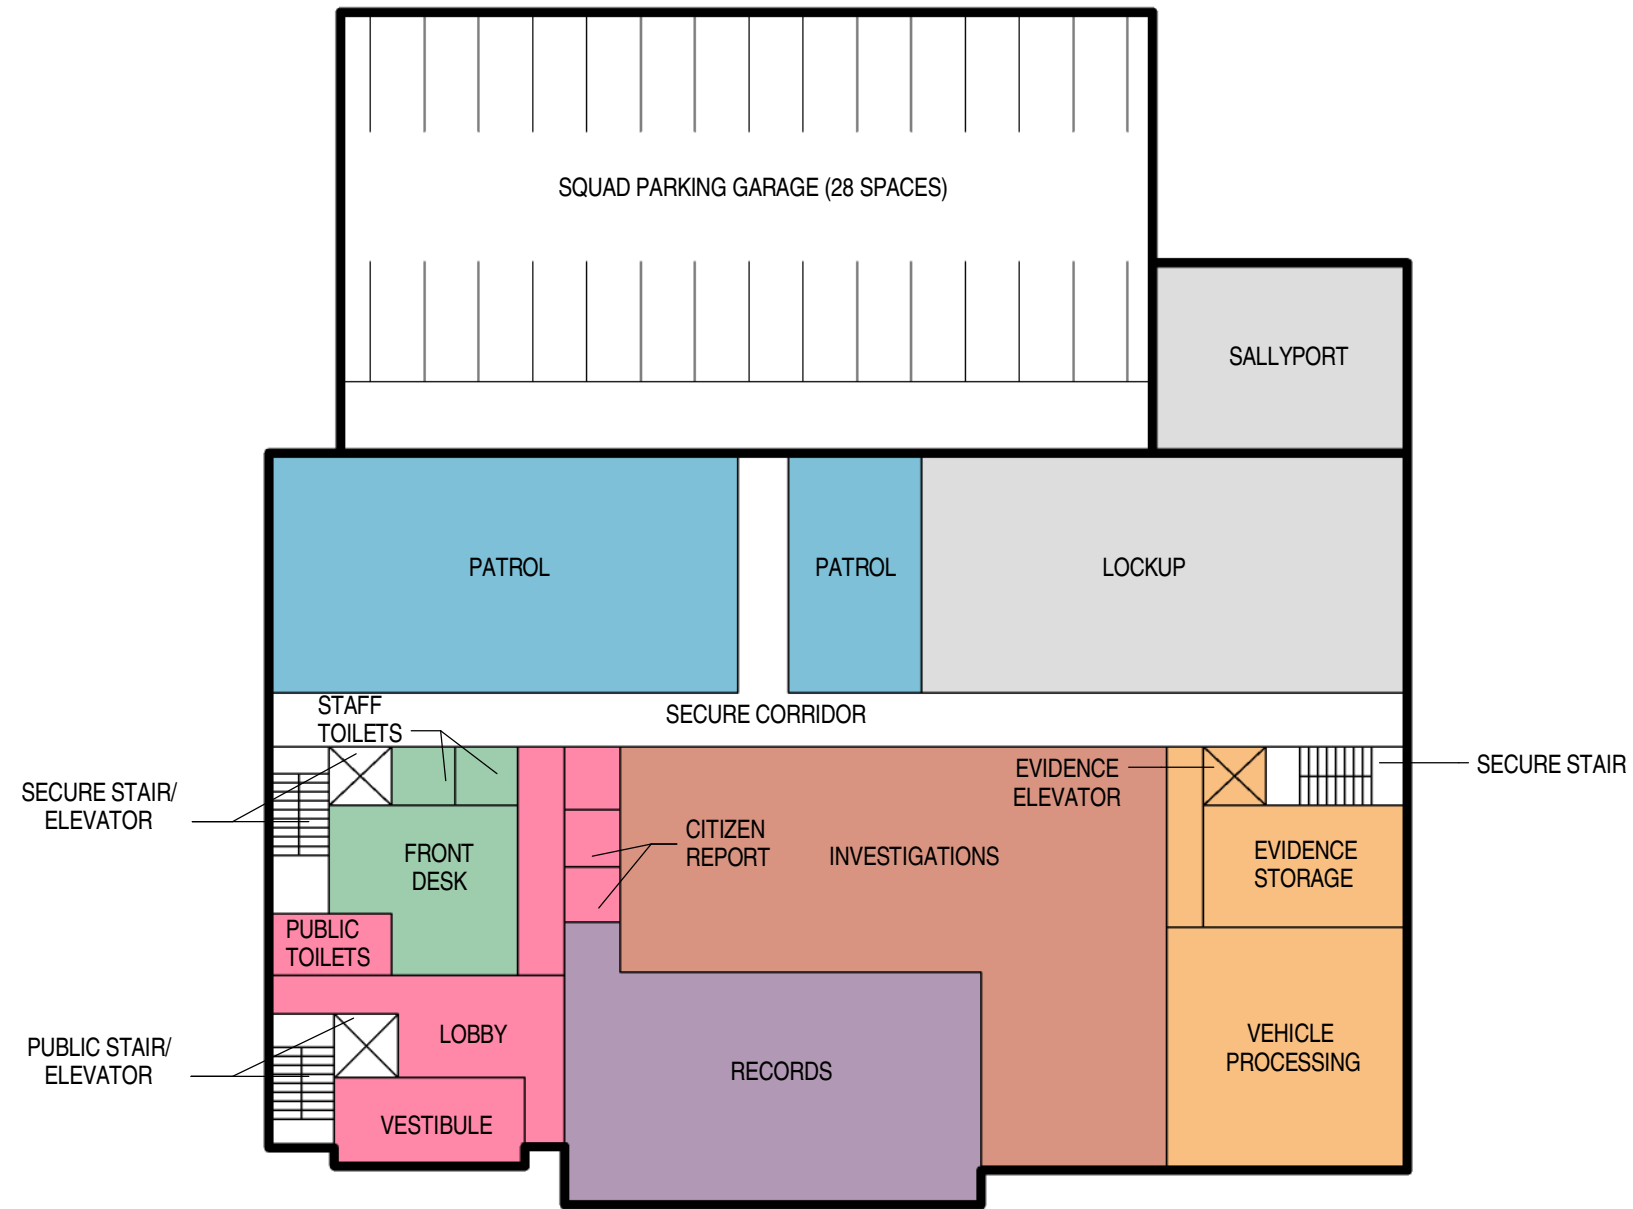 SQUAD PARKING GARAGE (28 SPACES)
SALLYPORT
PATROL
PATROL
LOCKUP
STAFF
TOILETS
SECURE CORRIDOR
SECURE STAIR/
ELEVATOR
EVIDENCE
ELEVATOR
SECURE STAIR
FRONT
DESK
CITIZEN
REPORT
INVESTIGATIONS
EVIDENCE
STORAGE
PUBLIC
TOILETS
PUBLIC STAIR/
ELEVATOR
LOBBY
VESTIBULE
RECORDS
VEHICLE
PROCESSING